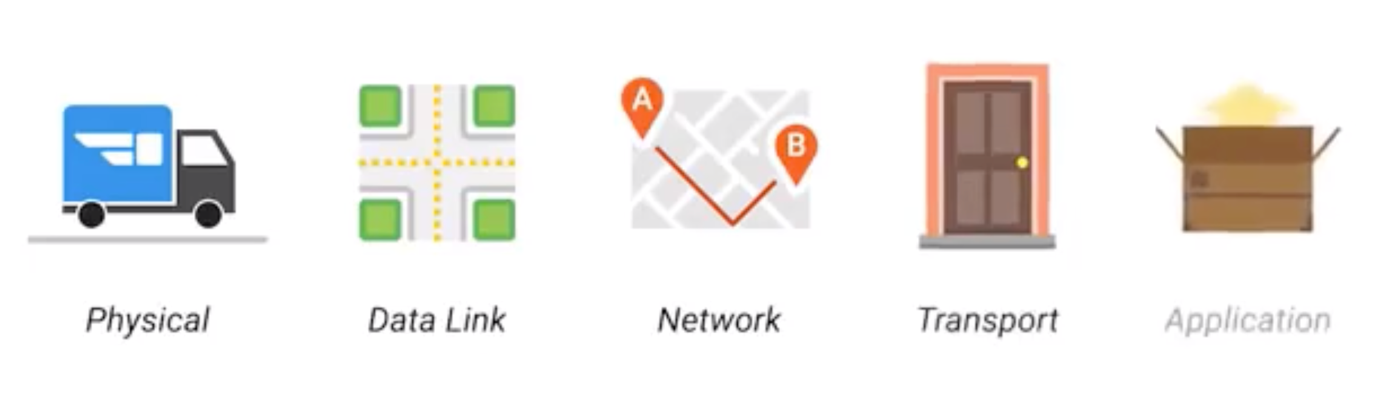 A
B
Physical
Data Link
Network
Transport
Application